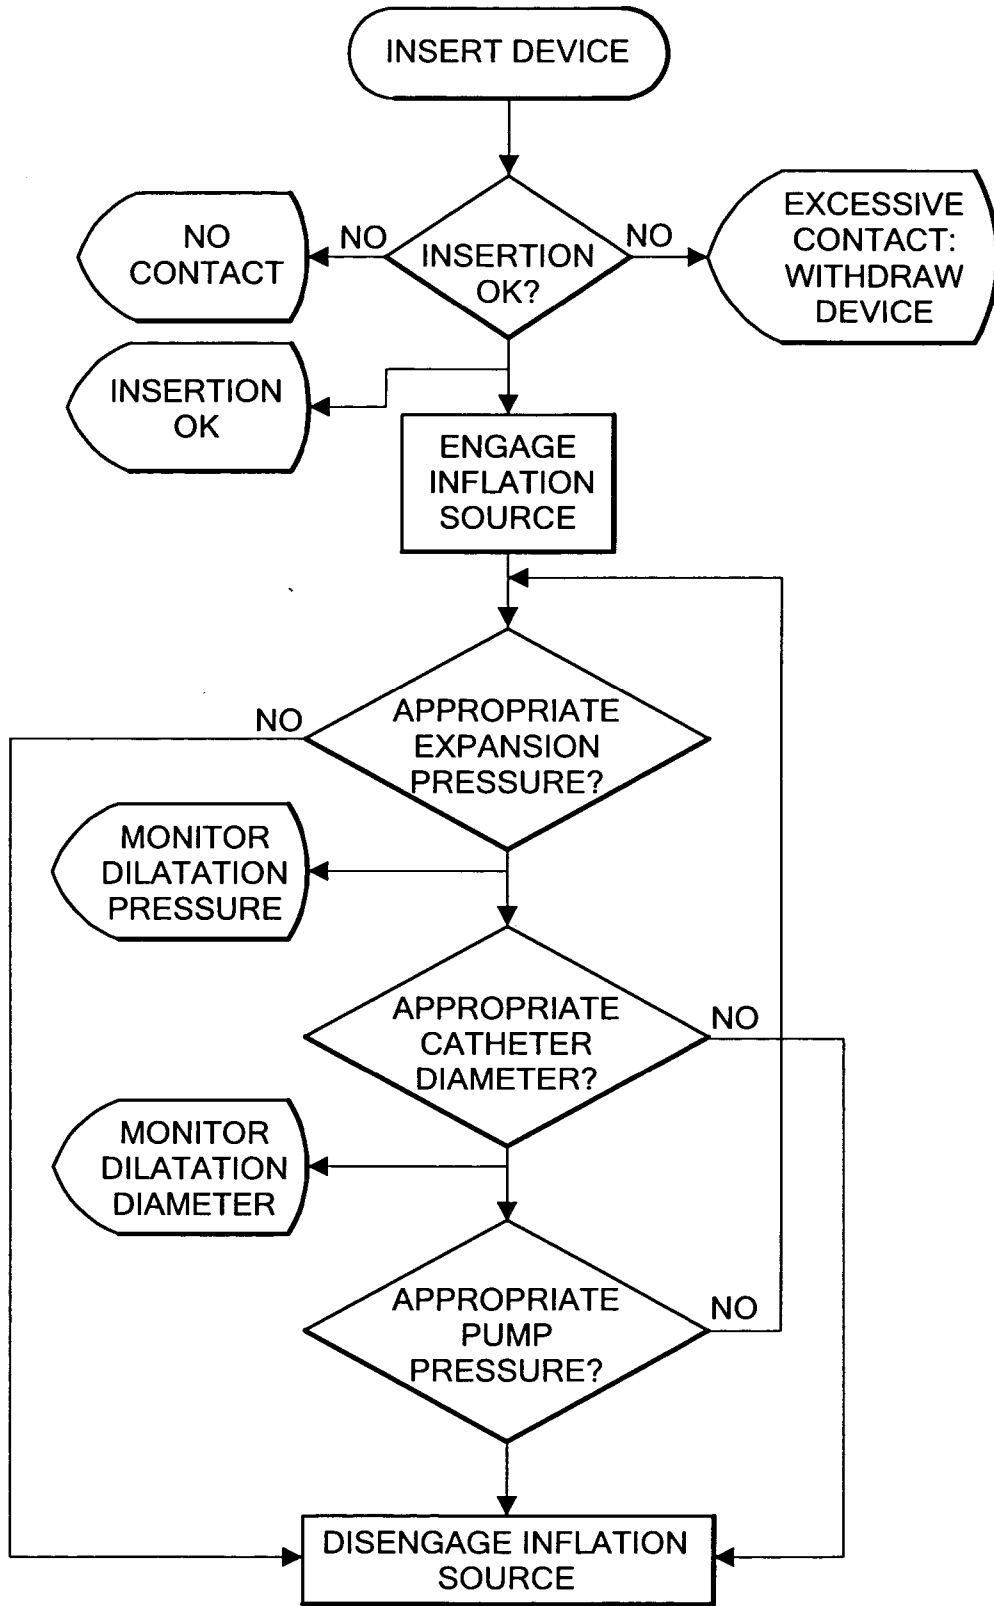 INSERT DEVICE
NO
CONTACT
NO
INSERTION
OK?
NO
EXCESSIVE
CONTACT:
WITHDRAW
DEVICE
INSERTION
OK
ENGAGE
INFLATION
SOURCE
NO
APPROPRIATE
EXPANSION
PRESSURE?
MONITOR
DILATATION
PRESSURE
APPROPRIATE
CATHETER
DIAMETER?
NO
MONITOR
DILATATION
DIAMETER
APPROPRIATE
PUMP
PRESSURE?
NO
DISENGAGE INFLATION
SOURCE